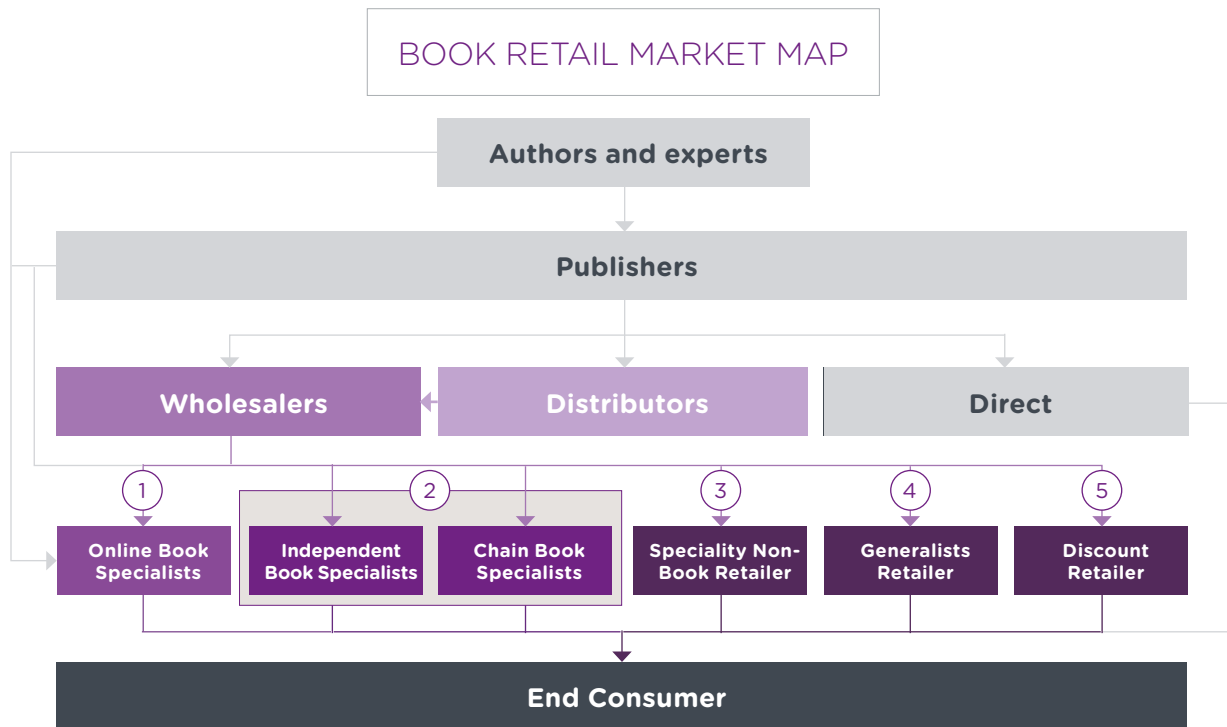 BOOK RETAIL MARKET MAP
Authors and experts
Publishers
Wholesalers
Distributors
Direct
1
2
3
4
5
Online Book
Specialists
Independent
Book Specialists
Chain Book
Specialists
Speciality Non-
Book Retailer
Generalists
Retailer
Discount
Retailer
End Consumer